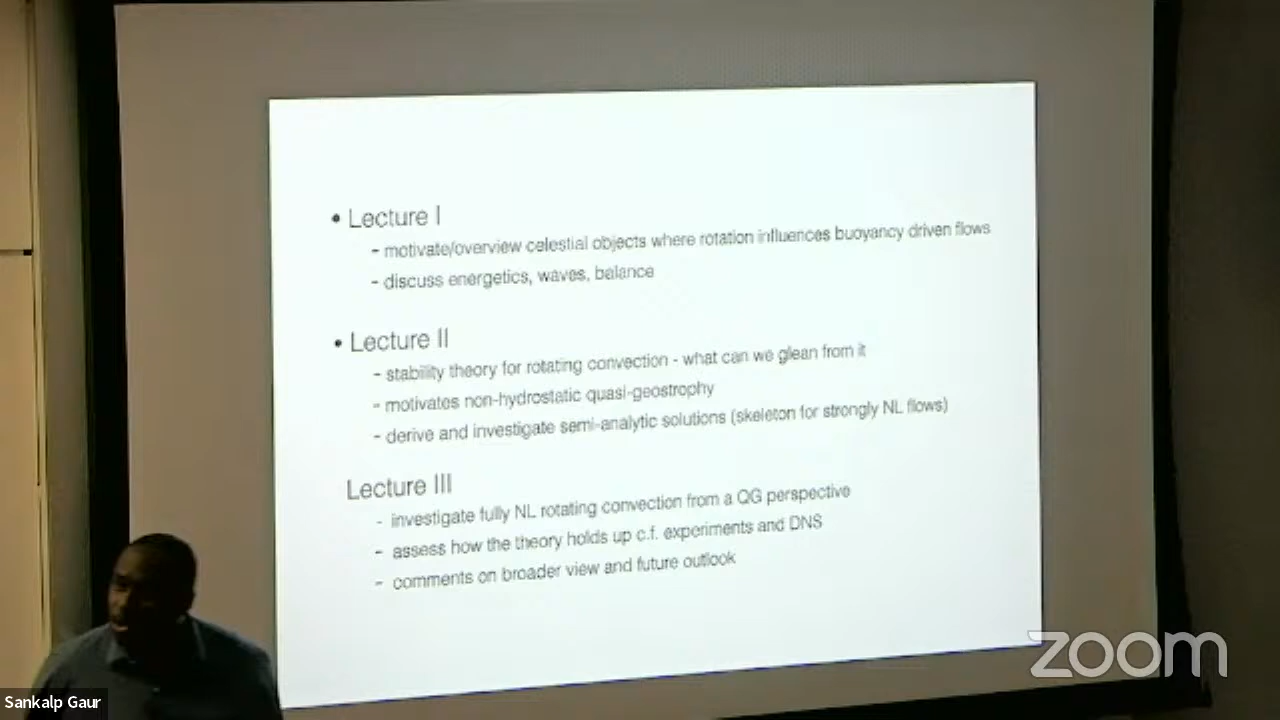 • Lecture I
- motivate/overview celestial objects where rotation influences buoyancy driven flows
- discuss energetics, waves, balance
• Lecture II
- stability theory for rotating convection - what can we glean from it
- motivates non-hydrostatic quasi-geostrophy
- derive and investigate semi-analytic solutions (skeleton for strongly NL flows)
Lecture III
- investigate fully NL rotating convection from a QG perspective
- assess how the theory holds up c.f. experiments and DNS
- comments on broader view and future outlook
zoom
Sankalp Gaur